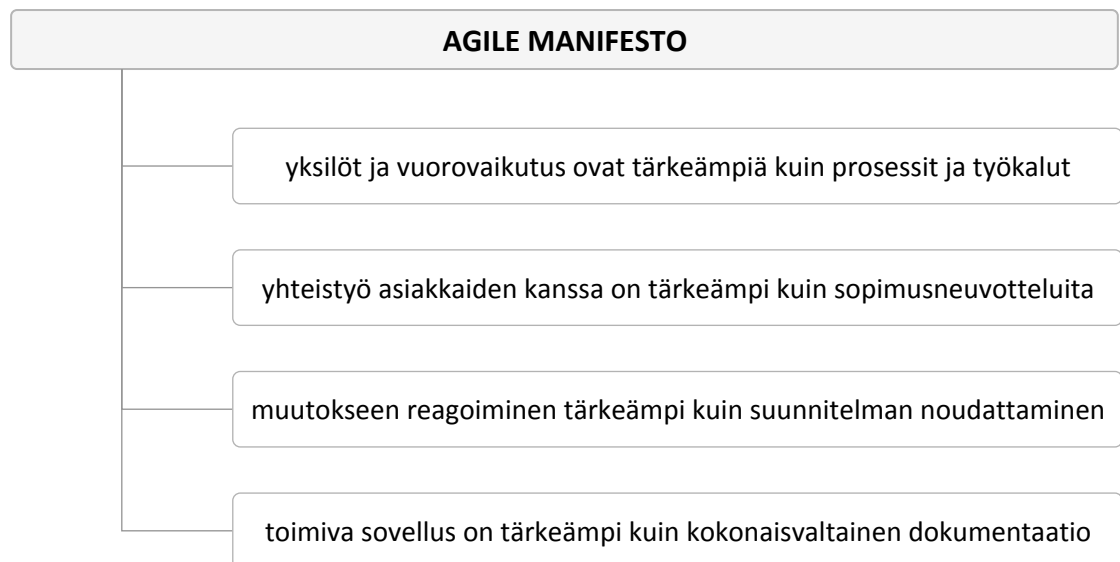 AGILE MANIFESTO
yksilöt ja vuorovaikutus ovat tärkeämpiä kuin prosessit ja työkalut
yhteistyö asiakkaiden kanssa on tärkeämpi kuin sopimusneuvotteluita
muutokseen reagoiminen tärkeämpi kuin suunnitelman noudattaminen
toimiva sovellus on tärkeämpi kuin kokonaisvaltainen dokumentaatio